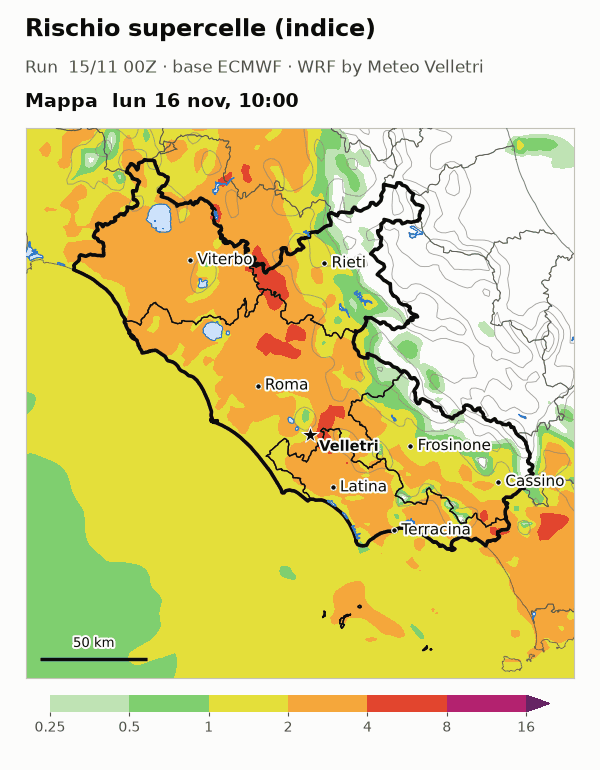 Rischio supercelle (indice)
Run 15/11 00Z · base ECMWF · WRF by Meteo Velletri
Mappa lun 16 nov, 10:00
Viterbo
Rieti
Roma
Velletri
Frosinone
Latina
Cassino
Terracina
50 km
0.25 0.5 1 2 4 8 16